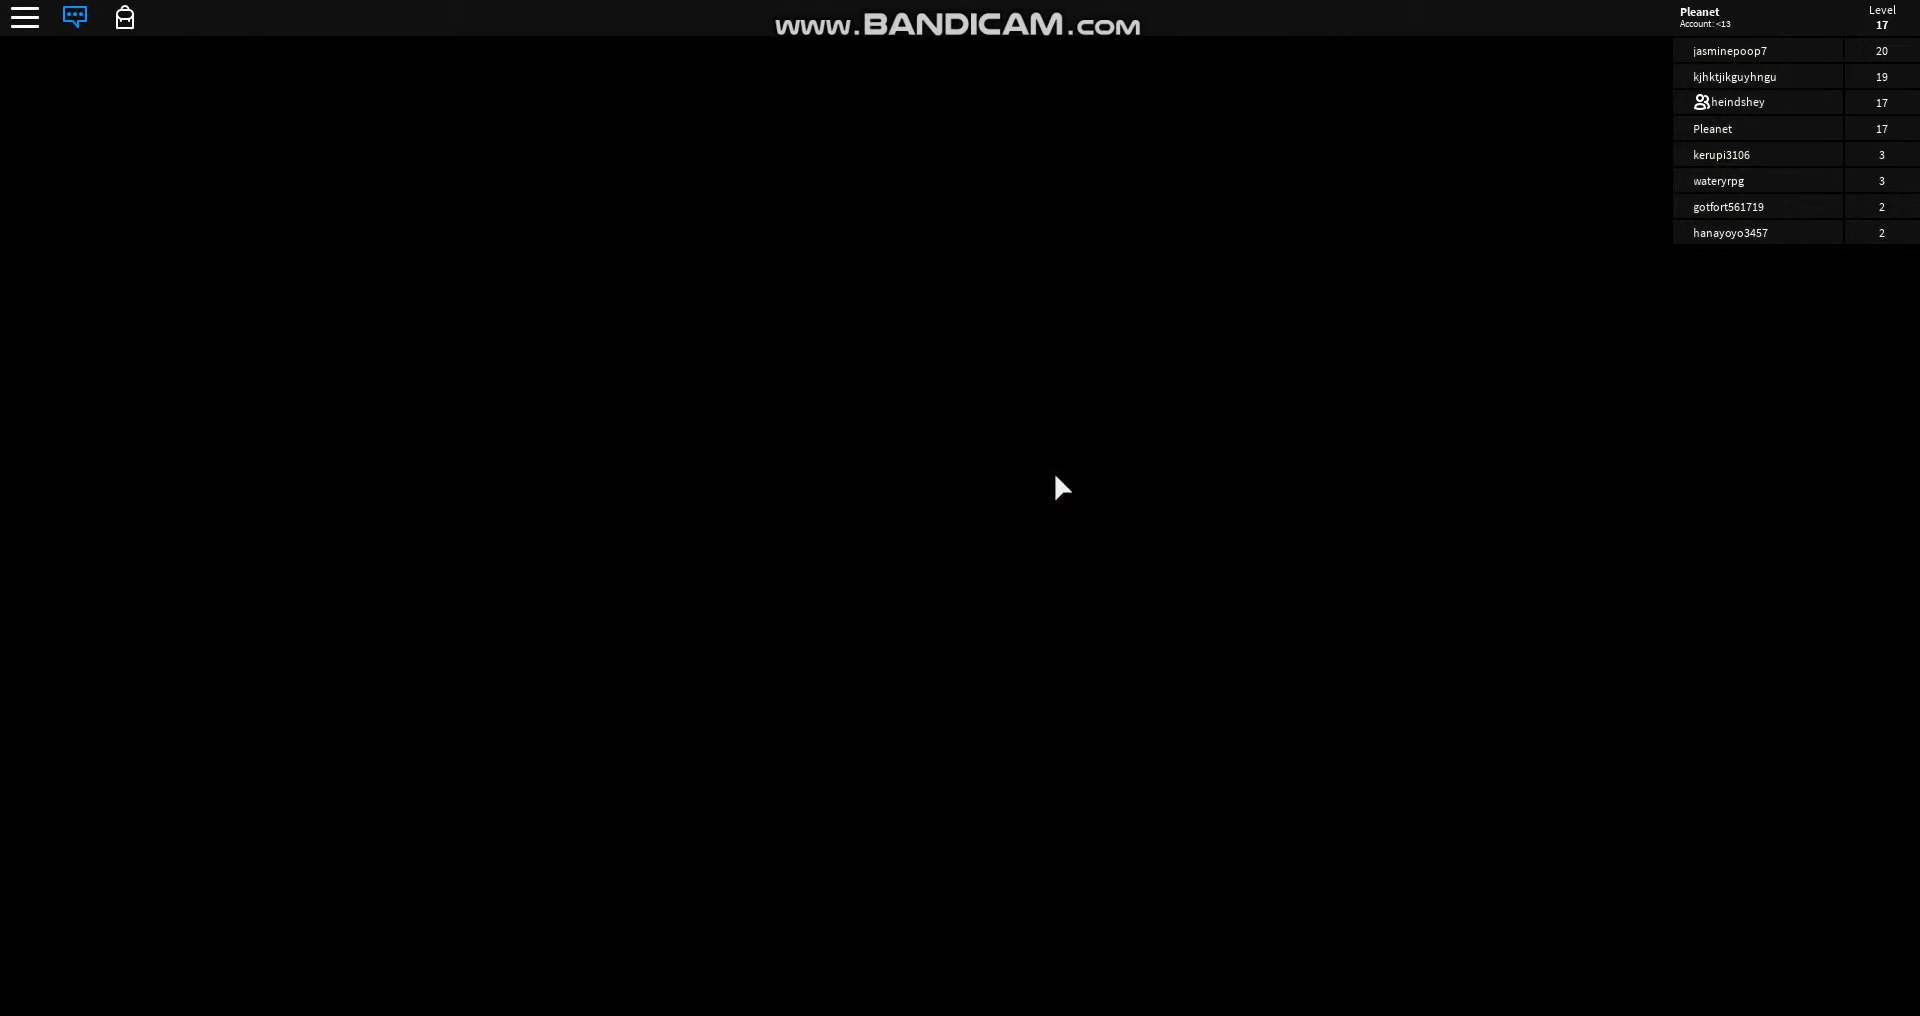 www.BANDICAM.COM
Pleanet Level
Account: <13 17
jasminepoop7 20
kjhktjikguyhngu 19
heindshey 17
Pleanet 17
kerupi3106 3
wateryrpg 3
gotfort561719 2
hanayoyo3457 2